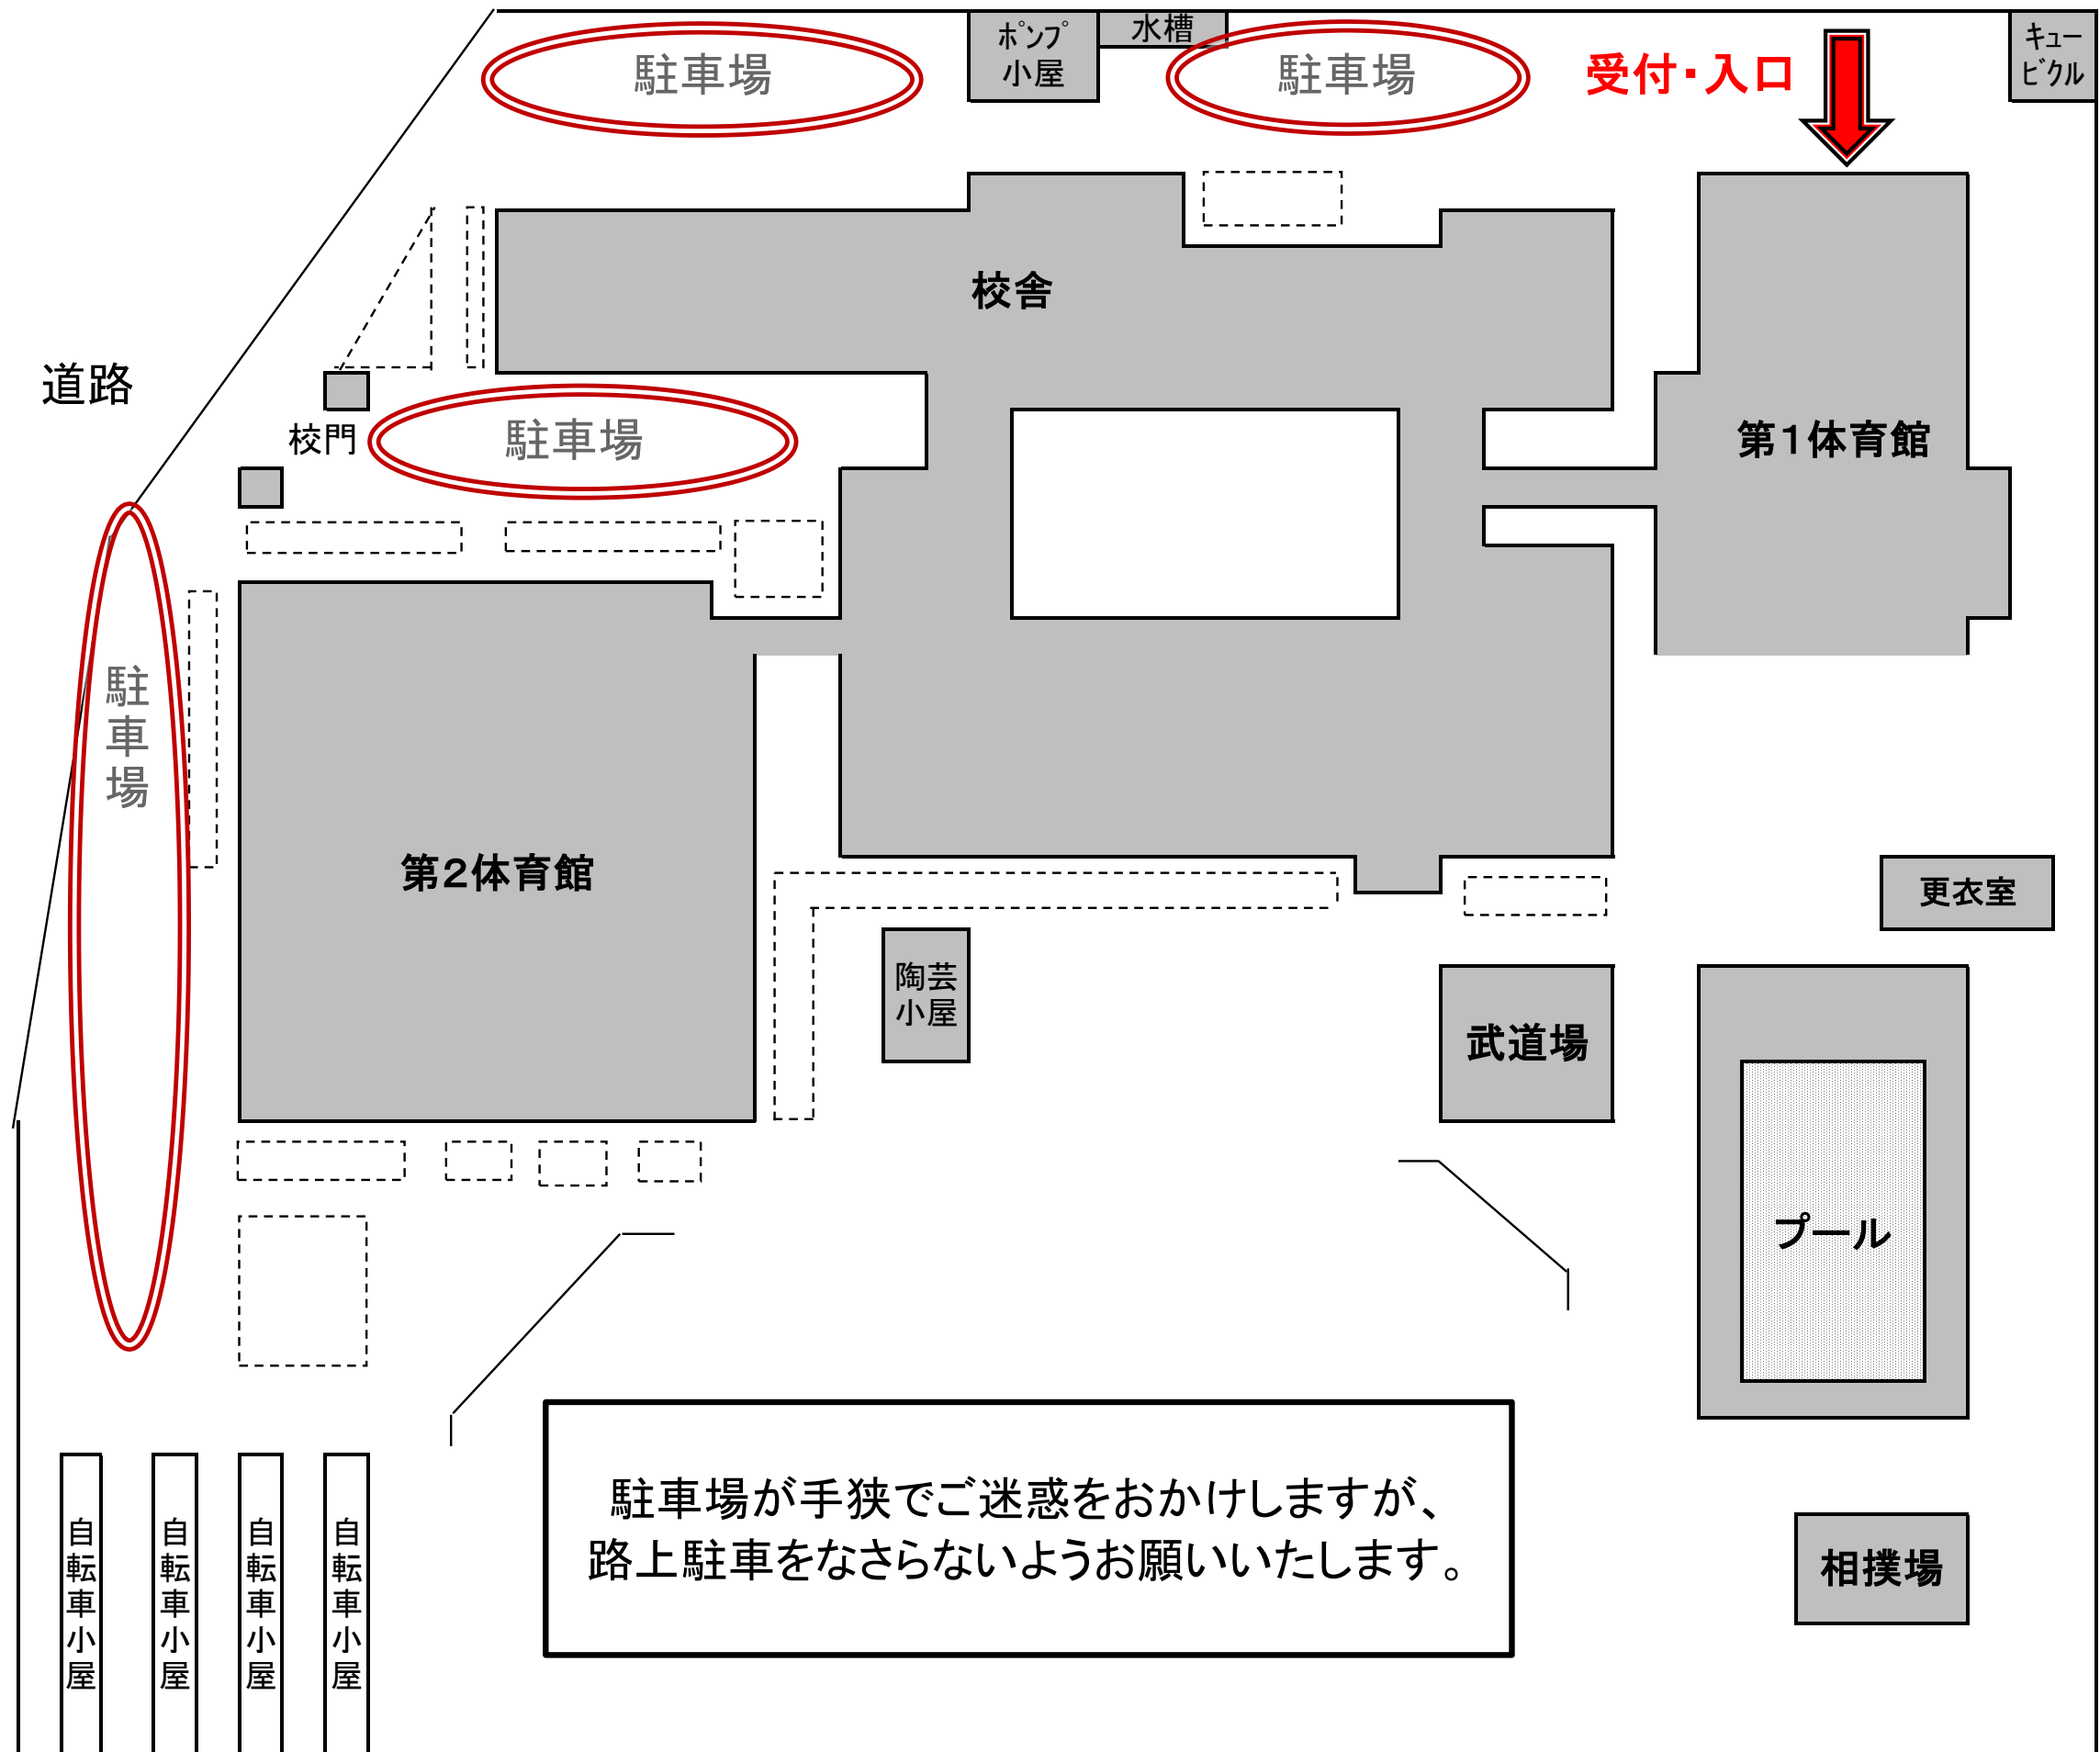 ポンプ
小屋
水槽
キュー
ビクル
駐車場
駐車場
受付・入口
校舎
道路
校門
駐車場
第1体育館
駐車場
第2体育館
更衣室
陶芸
小屋
武道場
プール
駐車場が手狭でご迷惑をおかけしますが、
路上駐車をなさらないようお願いいたします。
相撲場
自転車小屋
自転車小屋
自転車小屋
自転車小屋